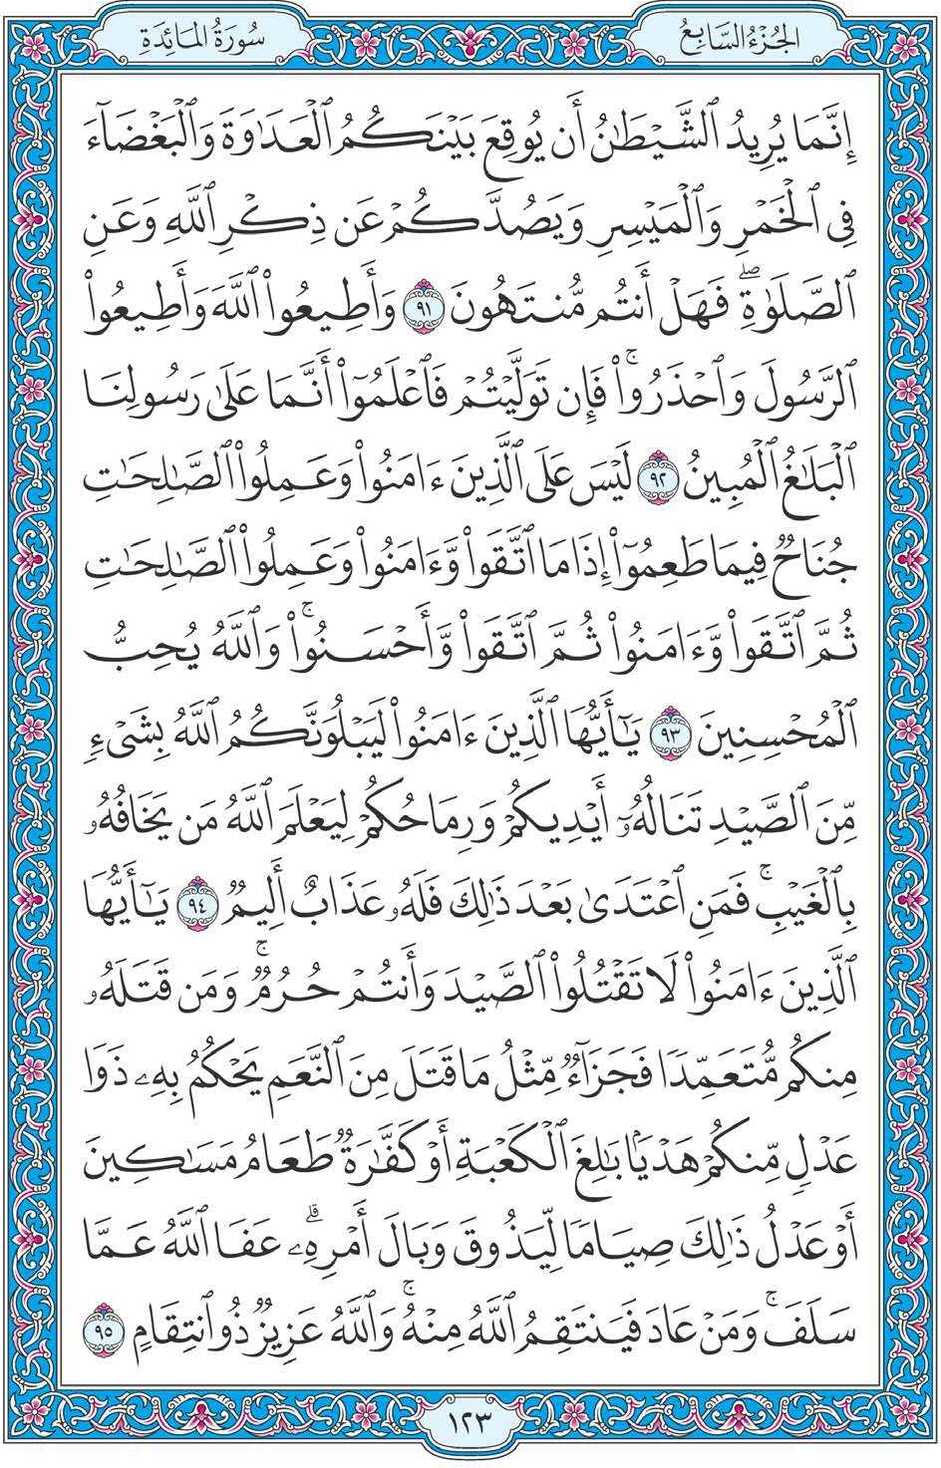 الجُزْءُ السَّابِعُ
سُورَةُ المَائِدَةِ
إِنَّمَا يُرِيدُ ٱلشَّيْطَٰنُ أَن يُوقِعَ بَيْنَكُمُ ٱلْعَدَٰوَةَ وَٱلْبَغْضَآءَ
فِي ٱلْخَمْرِ وَٱلْمَيْسِرِ وَيَصُدَّكُمْ عَن ذِكْرِ ٱللَّهِ وَعَنِ
ٱلصَّلَوٰةِۖ فَهَلْ أَنتُم مُّنتَهُونَ ٩١ وَأَطِيعُوا۟ ٱللَّهَ وَأَطِيعُوا۟
ٱلرَّسُولَ وَٱحْذَرُوا۟ۚ فَإِن تَوَلَّيْتُمْ فَٱعْلَمُوٓا۟ أَنَّمَا عَلَىٰ رَسُولِنَا
ٱلْبَلَٰغُ ٱلْمُبِينُ ٩٢ لَيْسَ عَلَى ٱلَّذِينَ ءَامَنُوا۟ وَعَمِلُوا۟ ٱلصَّٰلِحَٰتِ
جُنَاحٌ فِيمَا طَعِمُوٓا۟ إِذَا مَا ٱتَّقَوا۟ وَّءَامَنُوا۟ وَعَمِلُوا۟ ٱلصَّٰلِحَٰتِ
ثُمَّ ٱتَّقَوا۟ وَّءَامَنُوا۟ ثُمَّ ٱتَّقَوا۟ وَّأَحْسَنُوا۟ۚ وَٱللَّهُ يُحِبُّ
ٱلْمُحْسِنِينَ ٩٣ يَٰٓأَيُّهَا ٱلَّذِينَ ءَامَنُوا۟ لَيَبْلُوَنَّكُمُ ٱللَّهُ بِشَىْءٍ
مِّنَ ٱلصَّيْدِ تَنَالُهُۥٓ أَيْدِيكُمْ وَرِمَاحُكُمْ لِيَعْلَمَ ٱللَّهُ مَن يَخَافُهُۥ
بِٱلْغَيْبِۚ فَمَنِ ٱعْتَدَىٰ بَعْدَ ذَٰلِكَ فَلَهُۥ عَذَابٌ أَلِيمٌ ٩٤ يَٰٓأَيُّهَا
ٱلَّذِينَ ءَامَنُوا۟ لَا تَقْتُلُوا۟ ٱلصَّيْدَ وَأَنتُمْ حُرُمٌۚ وَمَن قَتَلَهُۥ
مِنكُم مُّتَعَمِّدًا فَجَزَآءٌ مِّثْلُ مَا قَتَلَ مِنَ ٱلنَّعَمِ يَحْكُمُ بِهِۦ ذَوَا
عَدْلٍ مِّنكُمْ هَدْيًۢا بَٰلِغَ ٱلْكَعْبَةِ أَوْ كَفَّٰرَةٌ طَعَامُ مَسَٰكِينَ
أَوْ عَدْلُ ذَٰلِكَ صِيَامًا لِّيَذُوقَ وَبَالَ أَمْرِهِۦۗ عَفَا ٱللَّهُ عَمَّا
سَلَفَۚ وَمَنْ عَادَ فَيَنتَقِمُ ٱللَّهُ مِنْهُۚ وَٱللَّهُ عَزِيزٌ ذُو ٱنتِقَامٍ ٩٥
١٢٣